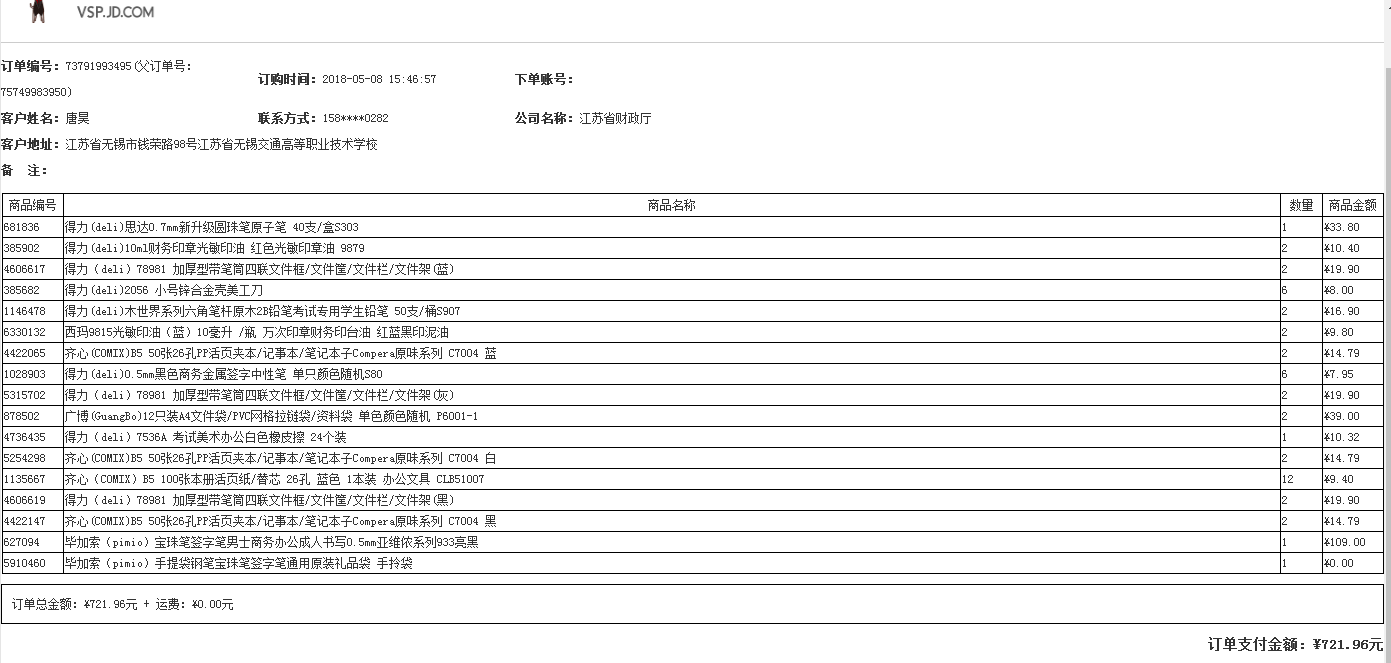 VSP.JD.COM
订单编号：73791993495(父订单号：
75749983950)
订购时间：2018-05-08 15:46:57
下单账号：
客户姓名：唐昊
联系方式：158****0282
公司名称：江苏省财政厅
客户地址：江苏省无锡市钱荣路98号江苏省无锡交通高等职业技术学校
备 注：
商品编号 商品名称 数量 商品金额
681836 得力(deli)思达0.7mm新升级圆珠笔原子笔 40支/盒S303 1 ¥33.80
385902 得力(deli)10ml财务印章光敏印油 红色光敏印章油 9879 2 ¥10.40
4606617 得力（deli）78981 加厚型带笔筒四联文件框/文件筐/文件栏/文件架(蓝) 2 ¥19.90
385682 得力(deli)2056 小号锌合金壳美工刀 6 ¥8.00
1146478 得力(deli)木世界系列六角笔杆原木2B铅笔考试专用学生铅笔 50支/桶S907 2 ¥16.90
6330132 西玛9815光敏印油（蓝）10毫升 /瓶 万次印章财务印台油 红蓝黑印泥油 2 ¥9.80
4422065 齐心(COMIX)B5 50张26孔PP活页夹本/记事本/笔记本子Compera原味系列 C7004 蓝 2 ¥14.79
1028903 得力(deli)0.5mm黑色商务金属签字中性笔 单只颜色随机S80 6 ¥7.95
5315702 得力（deli）78981 加厚型带笔筒四联文件框/文件筐/文件栏/文件架(灰) 2 ¥19.90
878502 广博(GuangBo)12只装A4文件袋/PVC网格拉链袋/资料袋 单色颜色随机 P6001-1 2 ¥39.00
4736435 得力（deli）7536A 考试美术办公白色橡皮擦 24个装 1 ¥10.32
5254298 齐心(COMIX)B5 50张26孔PP活页夹本/记事本/笔记本子Compera原味系列 C7004 白 2 ¥14.79
1135667 齐心（COMIX）B5 100张本册活页纸/替芯 26孔 蓝色 1本装 办公文具 CLB51007 12 ¥9.40
4606619 得力（deli）78981 加厚型带笔筒四联文件框/文件筐/文件栏/文件架(黑) 2 ¥19.90
4422147 齐心(COMIX)B5 50张26孔PP活页夹本/记事本/笔记本子Compera原味系列 C7004 黑 2 ¥14.79
627094 毕加索（pimio）宝珠笔签字笔男士商务办公成人书写0.5mm亚维侬系列933亮黑 1 ¥109.00
5910460 毕加索（pimio）手提袋钢笔宝珠笔签字笔通用原装礼品袋 手拎袋 1 ¥0.00
订单总金额：¥721.96元 + 运费：¥0.00元
订单支付金额：¥721.96元